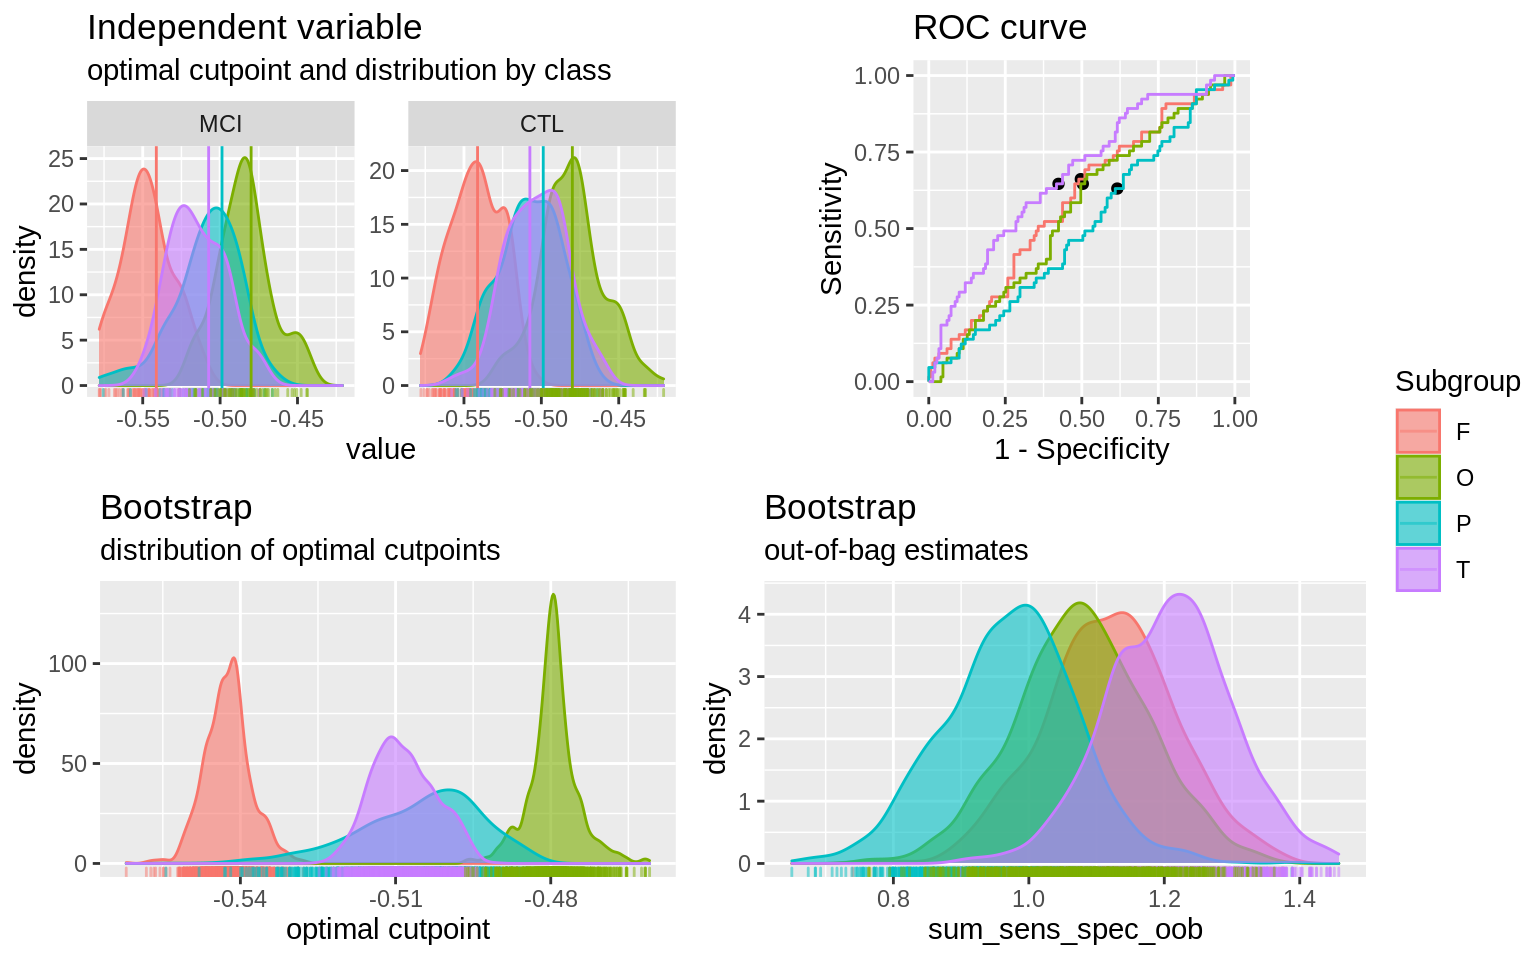 Independent variable
optimal cutpoint and distribution by class
MCI
CTL
density
25
20
15
10
5
0
20
15
10
5
0
-0.55
-0.50
-0.45
-0.55
-0.50
-0.45
value
ROC curve
Sensitivity
1.00
0.75
0.50
0.25
0.00
0.00
0.25
0.50
0.75
1.00
1 - Specificity
Subgroup
F
O
P
T
Bootstrap
distribution of optimal cutpoints
density
100
50
0
-0.54
-0.51
-0.48
optimal cutpoint
Bootstrap
out-of-bag estimates
density
4
3
2
1
0
0.8
1.0
1.2
1.4
sum_sens_spec_oob